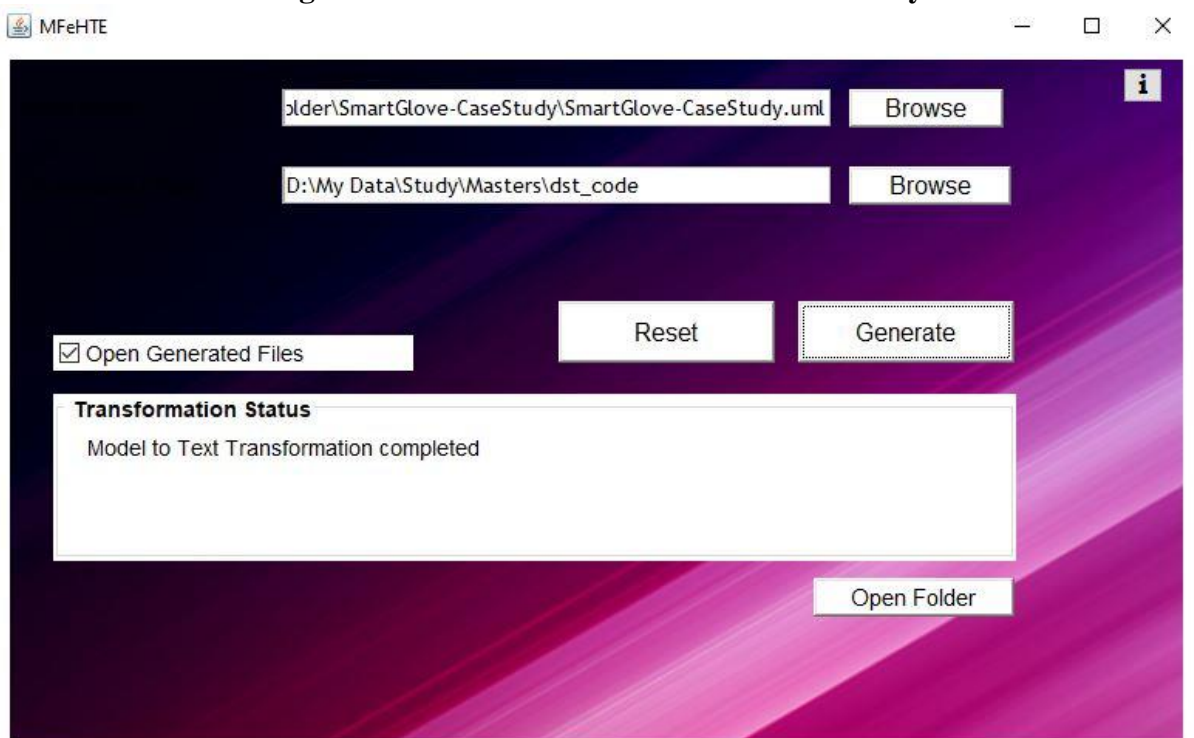 MFeHTE
i
older\SmartGlove-CaseStudy\SmartGlove-CaseStudy.uml Browse
D:\My Data\Study\Masters\dst_code Browse
Reset Generate
Open Generated Files
Transformation Status
Model to Text Transformation completed
Open Folder